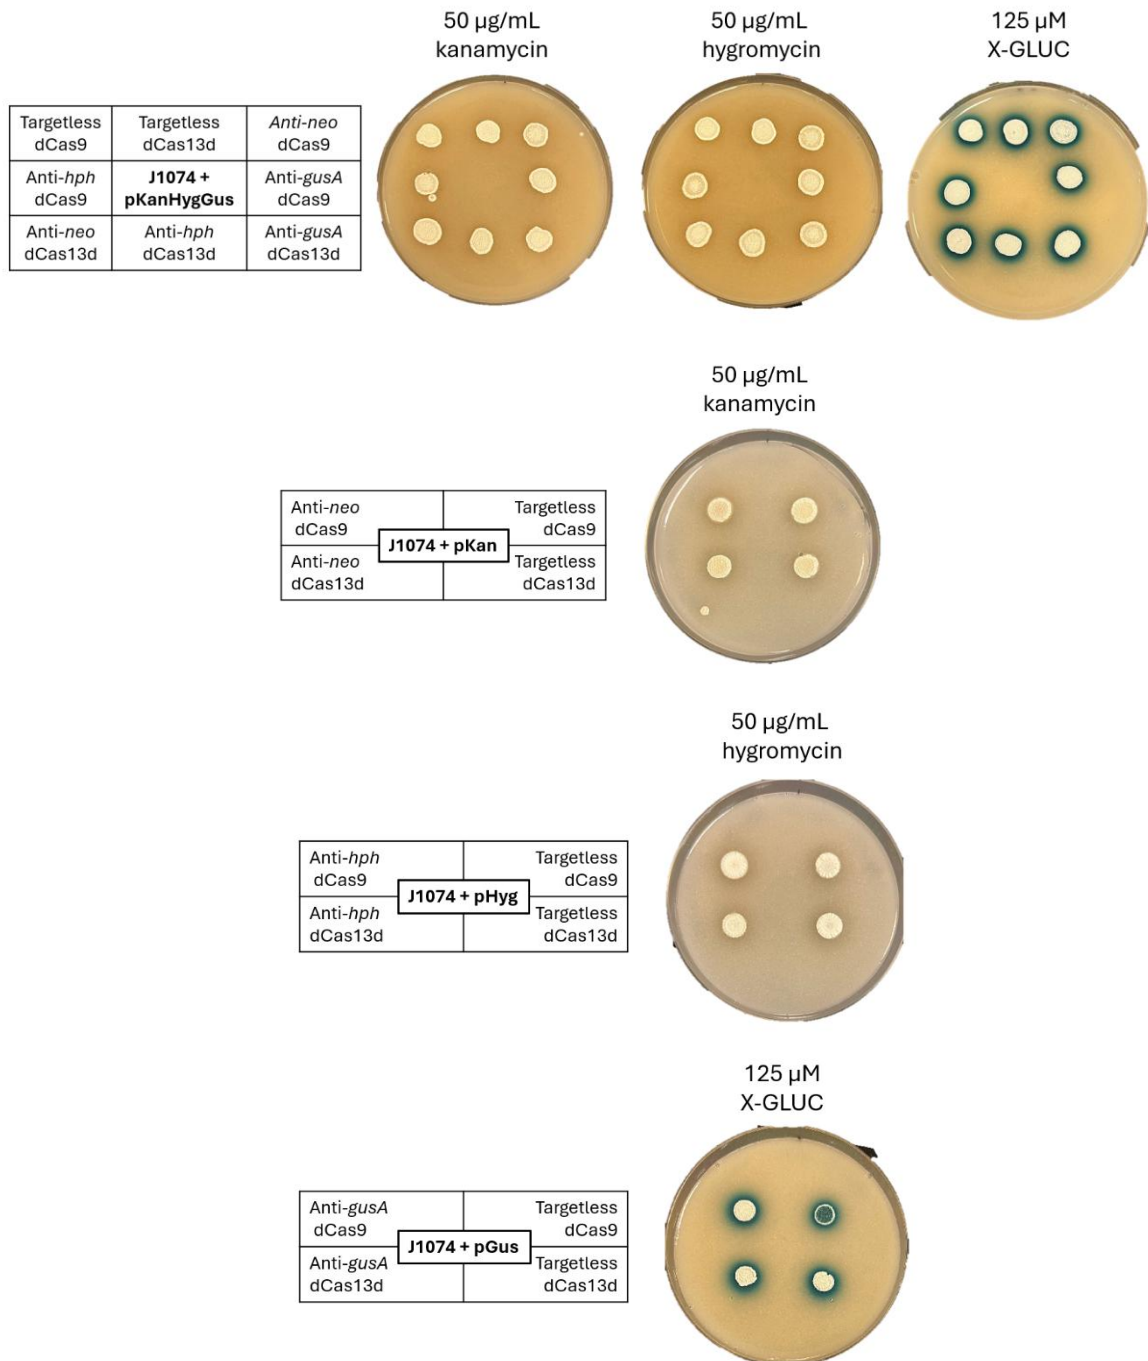 50 µg/mL
kanamycin
50 µg/mL
hygromycin
125 µM
X-GLUC
Targetless
dCas9
Targetless
dCas13d
Anti-neo
dCas9
Anti-hph
dCas9
J1074 +
pKanHygGus
Anti-gusA
dCas9
Anti-neo
dCas13d
Anti-hph
dCas13d
Anti-gusA
dCas13d
50 µg/mL
kanamycin
Anti-neo
dCas9
Targetless
dCas9
J1074 + pKan
Anti-neo
dCas13d
Targetless
dCas13d
50 µg/mL
hygromycin
Anti-hph
dCas9
Targetless
dCas9
J1074 + pHyg
Anti-hph
dCas13d
Targetless
dCas13d
125 µM
X-GLUC
Anti-gusA
dCas9
Targetless
dCas9
J1074 + pGus
Anti-gusA
dCas13d
Targetless
dCas13d